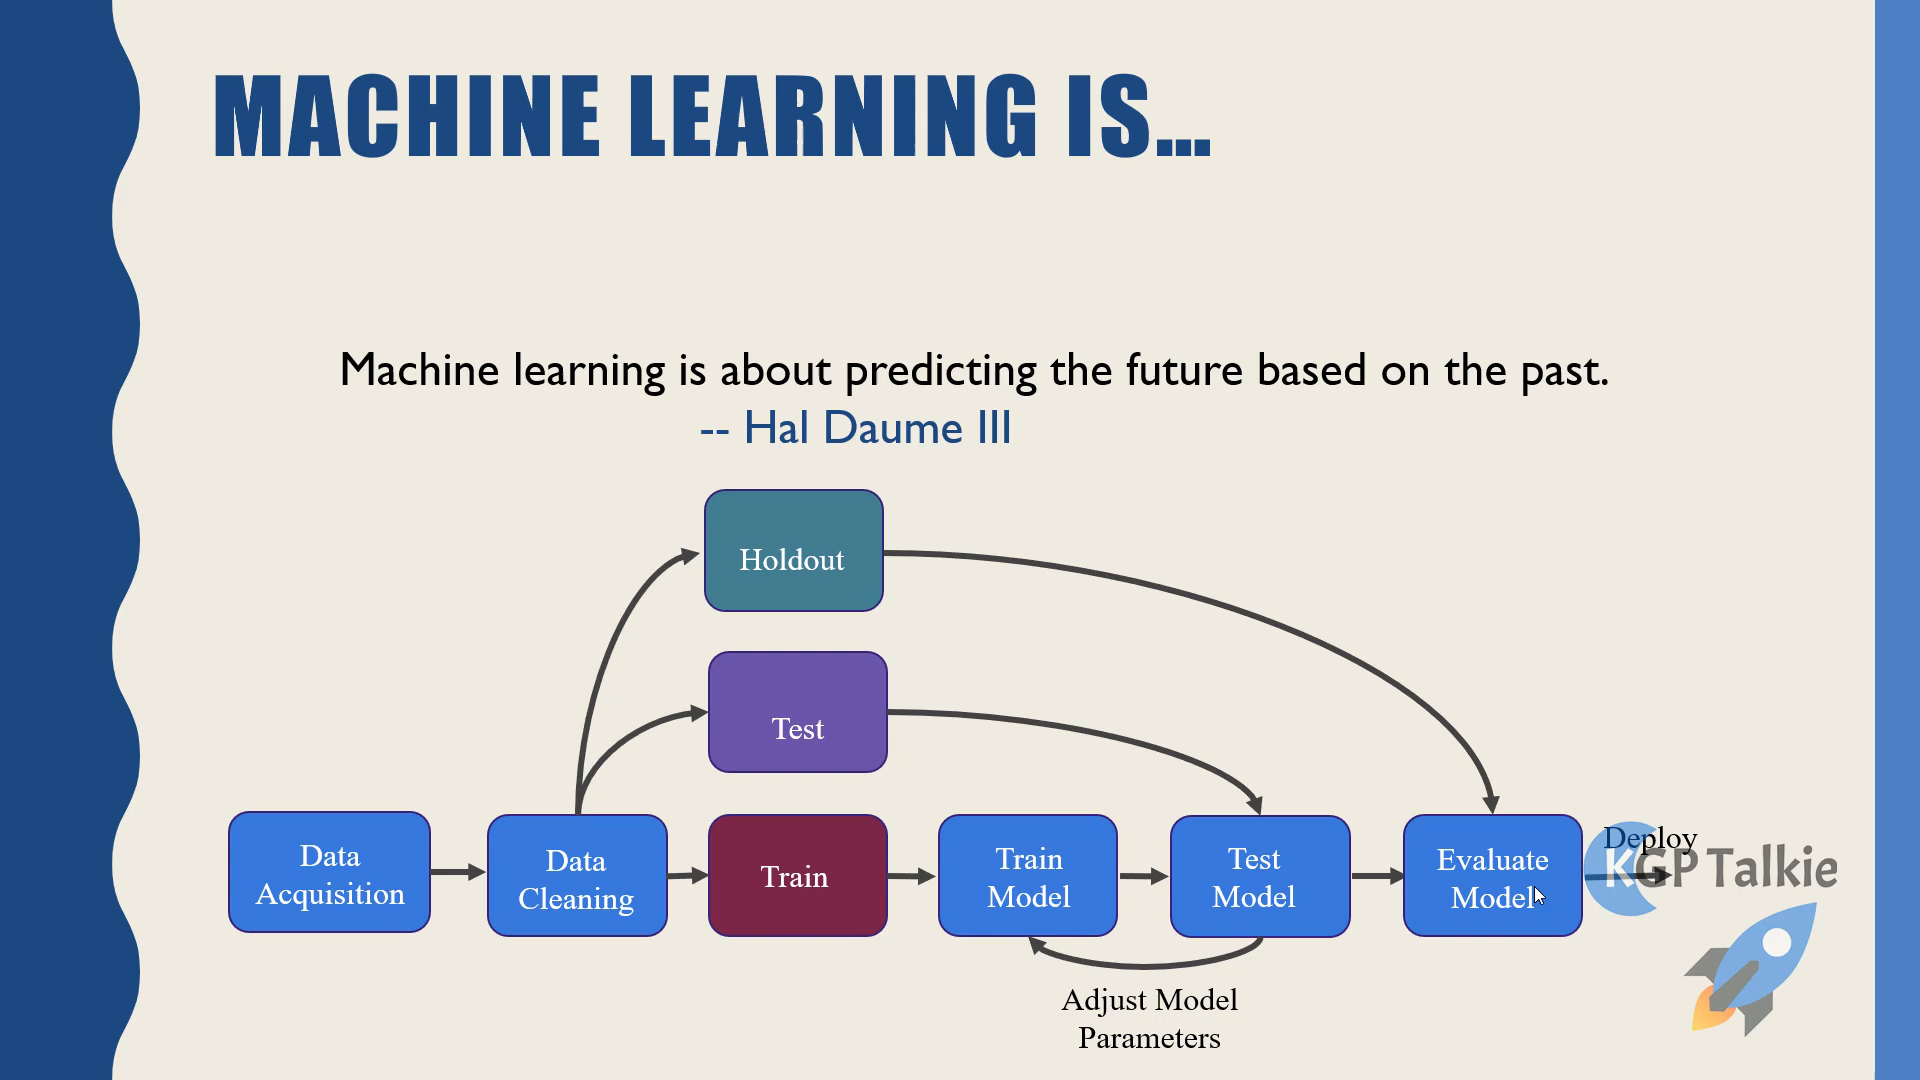 MACHINE LEARNING IS...
Machine learning is about predicting the future based on the past.
-- Hal Daume III
Holdout
Test
Data
Acquisition
Data
Cleaning
Train
Train
Model
Test
Model
Evaluate
Model
Deploy
KGP Talkie
Adjust Model
Parameters